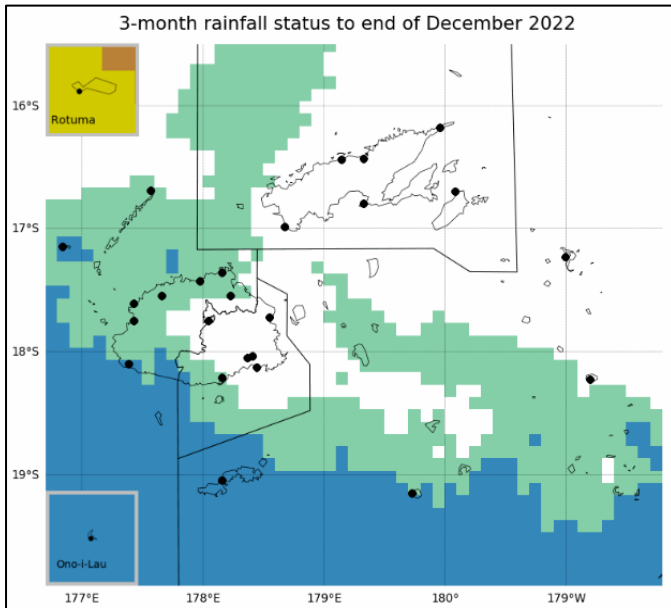 3-month rainfall status to end of December 2022
Rotuma
16°S
17°S
18°S
19°S
Ono-i-Lau
177°E
178°E
179°E
180°
179°W